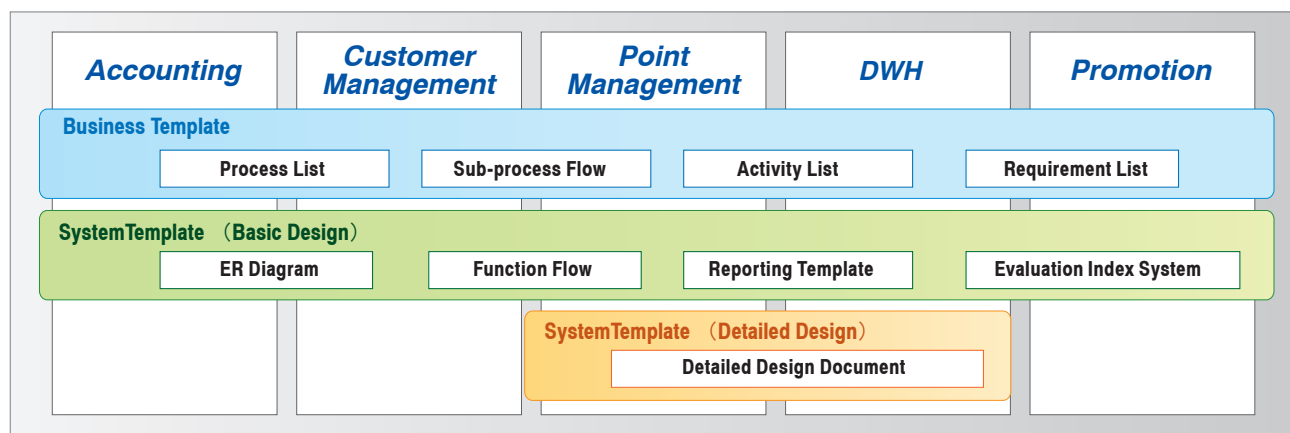 Accounting
Customer
Management
Point
Management
DWH
Promotion
Business Template
Process List
Sub-process Flow
Activity List
Requirement List
SystemTemplate （Basic Design）
ER Diagram
Function Flow
Reporting Template
Evaluation Index System
SystemTemplate （Detailed Design）
Detailed Design Document